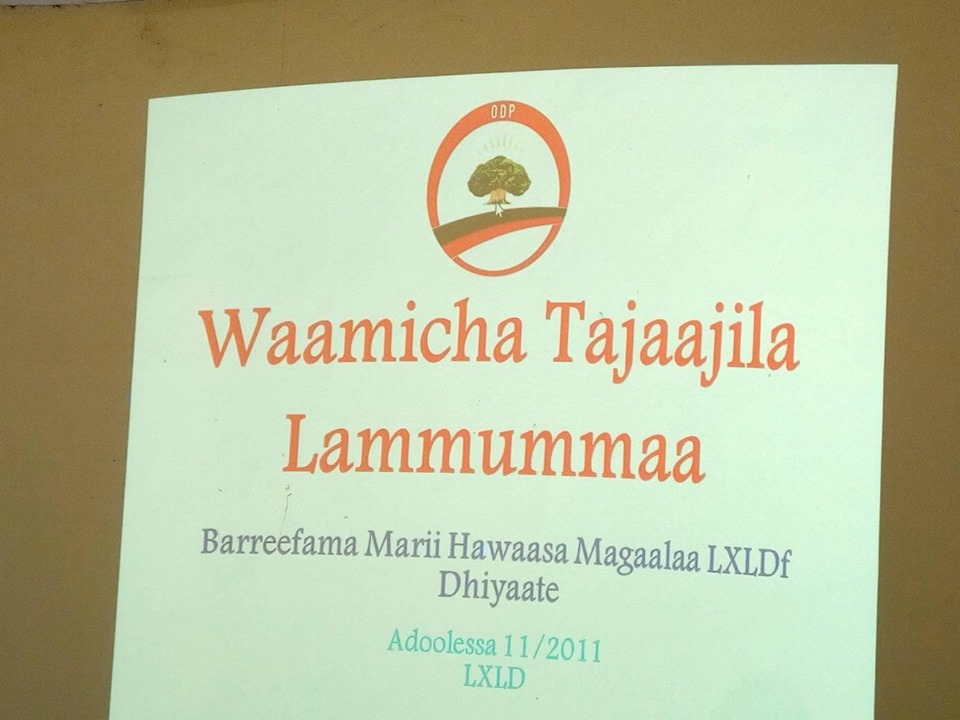 ODP
Waamicha Tajaajila
Lammummaa
Barreefama Marii Hawaasa Magaalaa LXLDf
Dhiyaate
Adoolessa 11/2011
LXLD